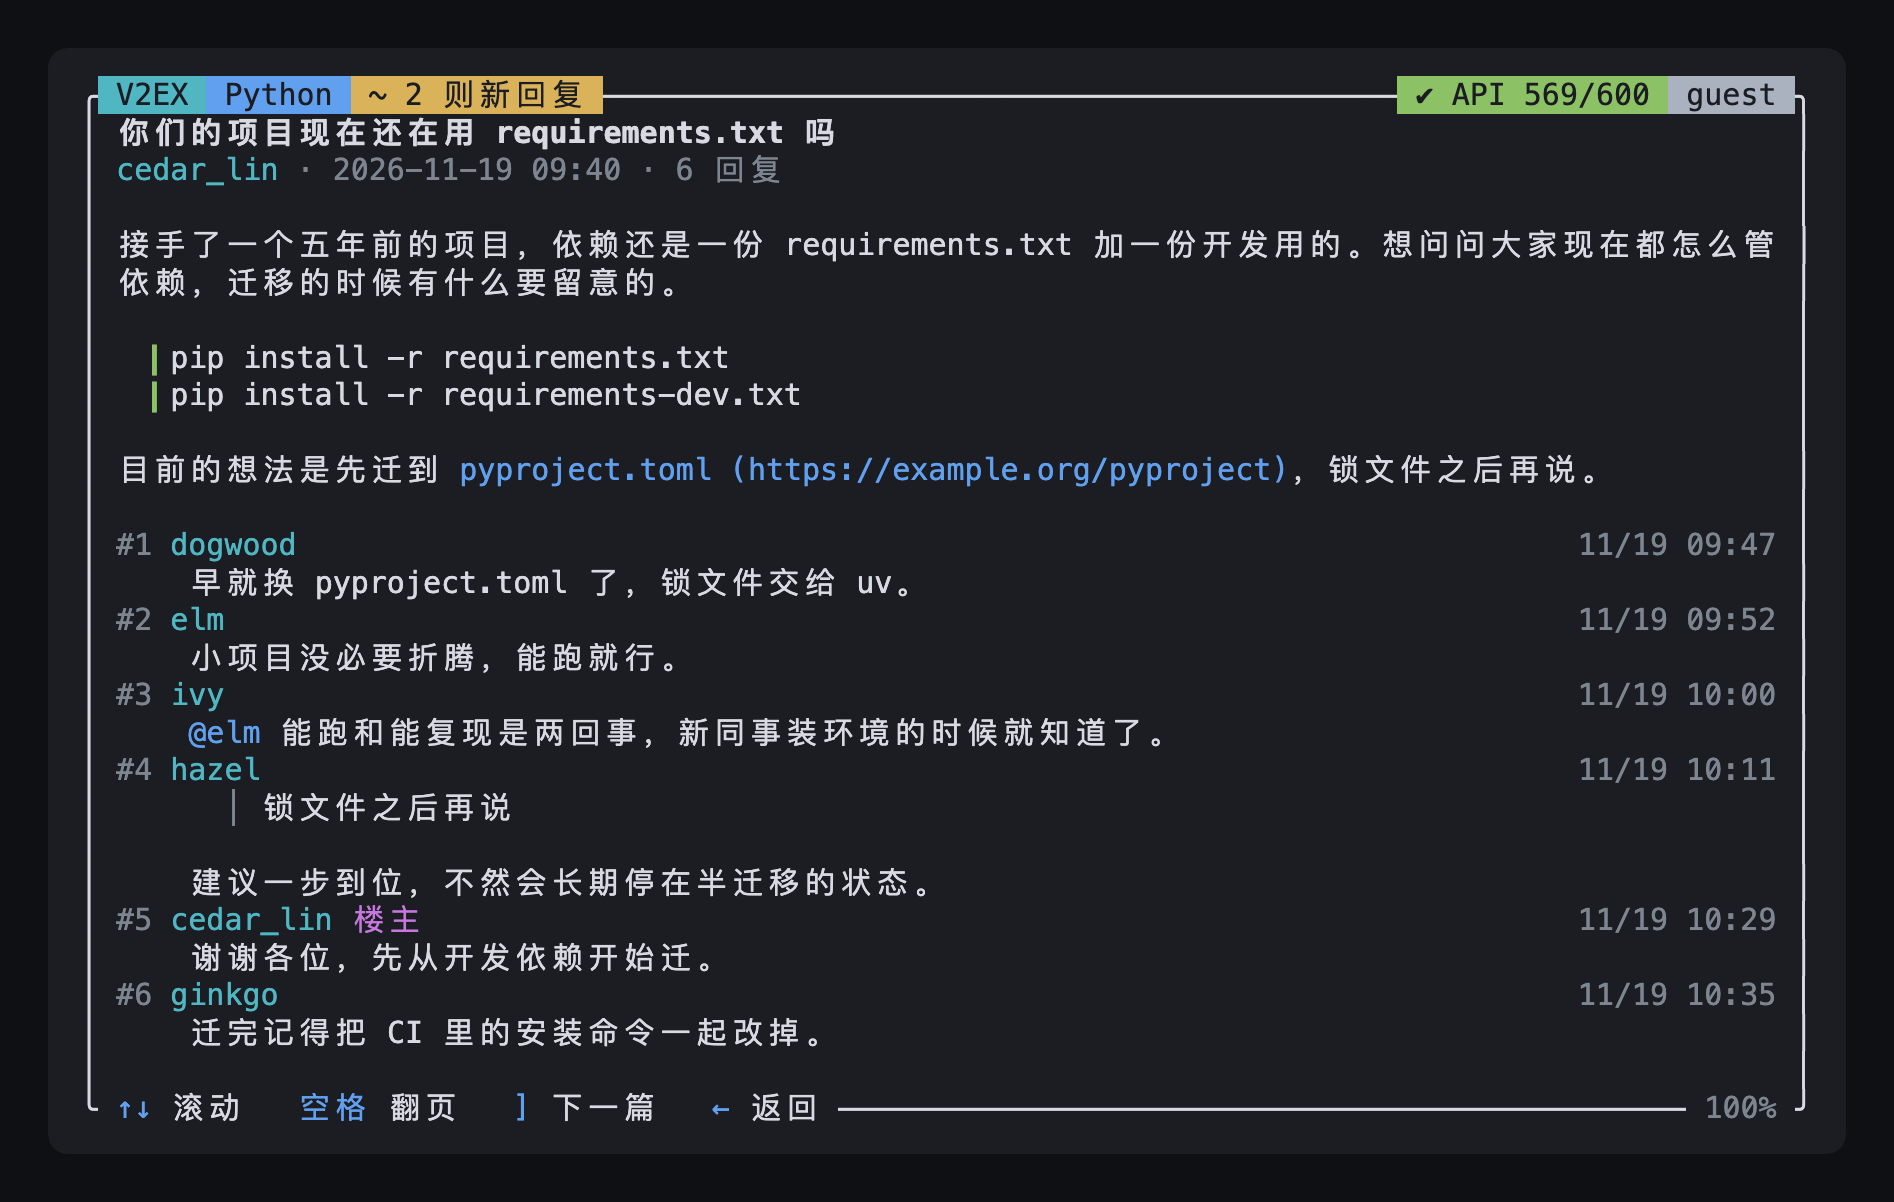 V2EX Python ~ 2 则新回复 ✔ API 569/600 guest
你们的项目现在还在用 requirements.txt 吗
cedar_lin · 2026-11-19 09:40 · 6 回复
接手了一个五年前的项目，依赖还是一份 requirements.txt 加一份开发用的。想问问大家现在都怎么管
依赖，迁移的时候有什么要留意的。
pip install -r requirements.txt
pip install -r requirements-dev.txt
目前的想法是先迁到 pyproject.toml (https://example.org/pyproject)，锁文件之后再说。
#1 dogwood 11/19 09:47
早就换 pyproject.toml 了，锁文件交给 uv。
#2 elm 11/19 09:52
小项目没必要折腾，能跑就行。
#3 ivy 11/19 10:00
@elm 能跑和能复现是两回事，新同事装环境的时候就知道了。
#4 hazel 11/19 10:11
锁文件之后再说
建议一步到位，不然会长期停在半迁移的状态。
#5 cedar_lin 楼主 11/19 10:29
谢谢各位，先从开发依赖开始迁。
#6 ginkgo 11/19 10:35
迁完记得把 CI 里的安装命令一起改掉。
↑↓ 滚动 空格 翻页 ] 下一篇 ← 返回 100%